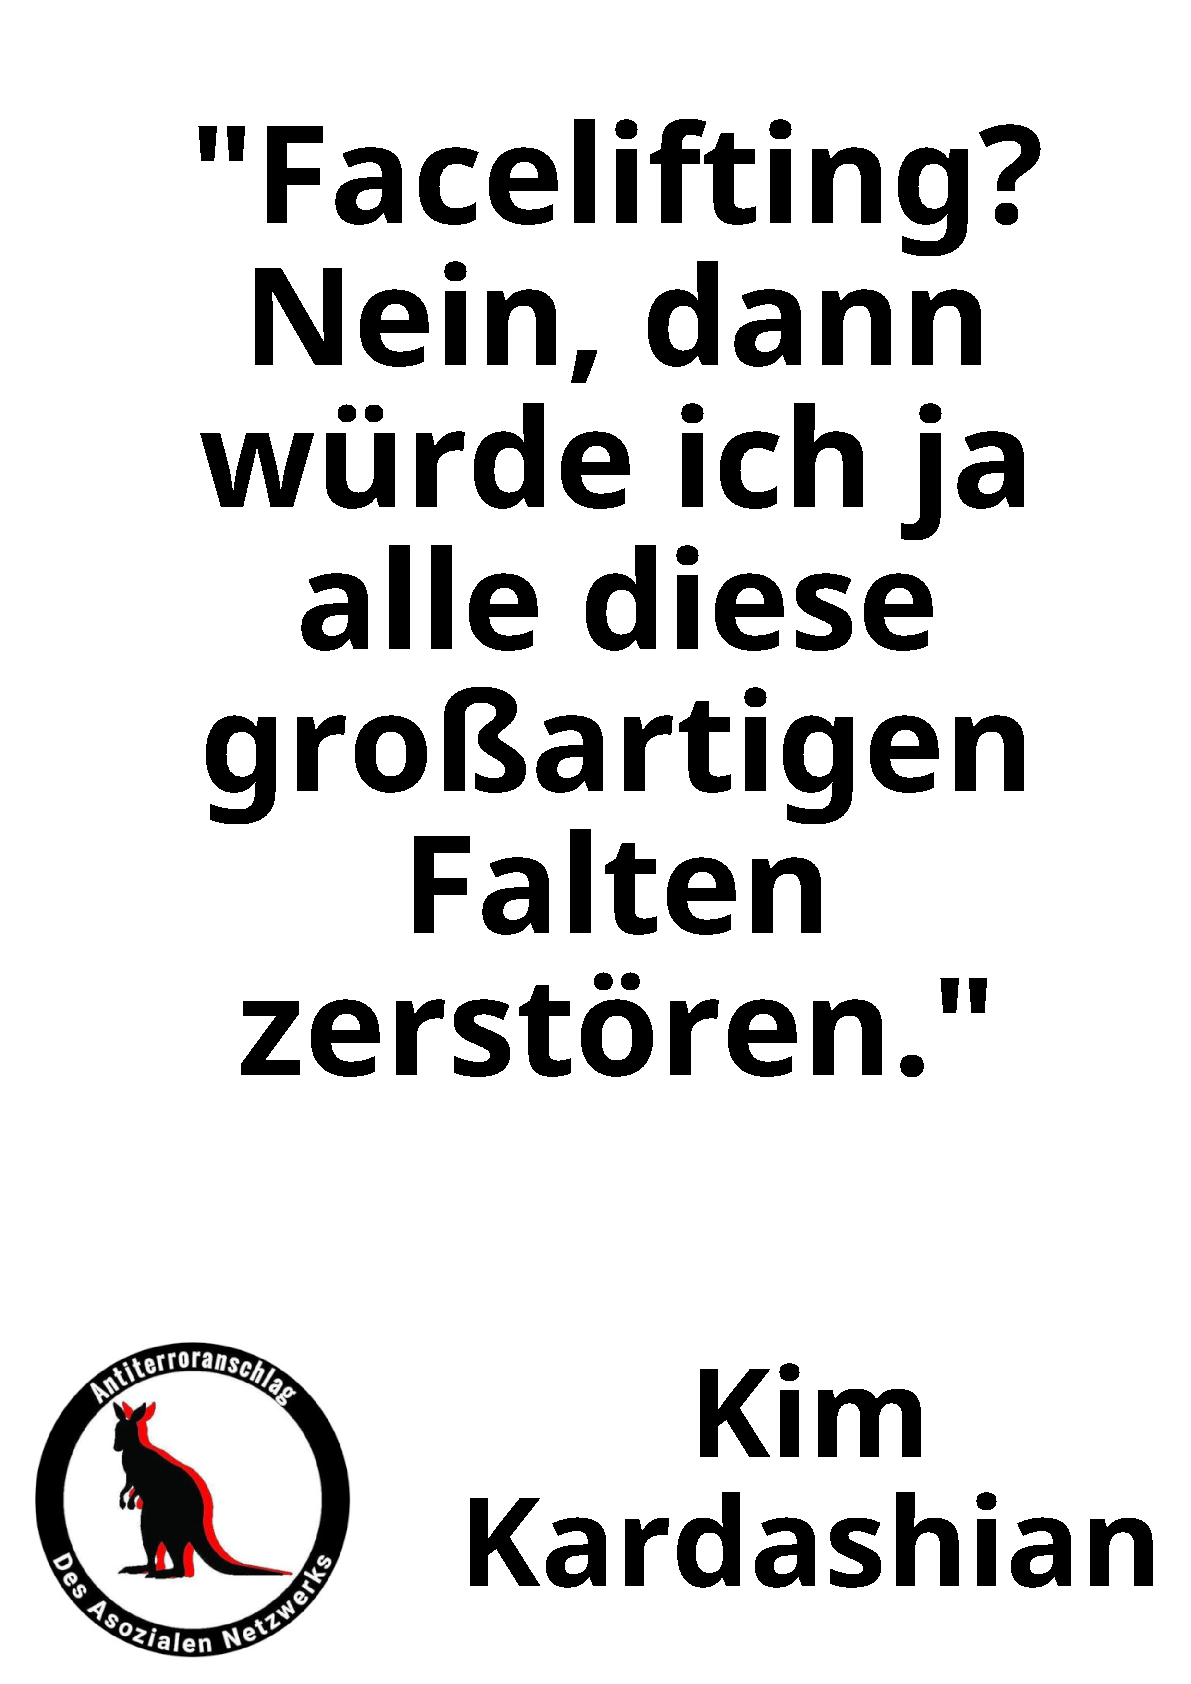 "Facelifting?
Nein, dann
würde ich ja
alle diese
großartigen
Falten
zerstören."
Antiterroranschlag
Des Asozialen Netzwerks
Kim
Kardashian